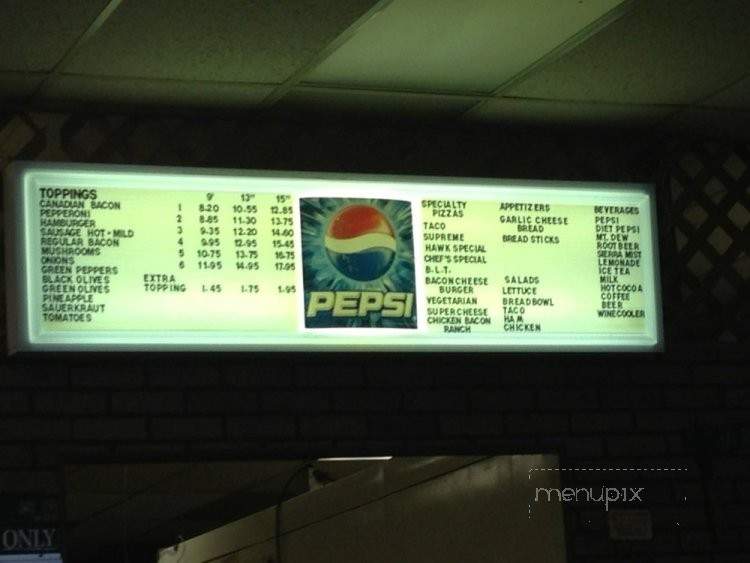 TOPPINGS
CANADIAN BACON
PEPPERONI
HAMBURGER
SAUSAGE HOT - MILD
REGULAR BACON
MUSHROOMS
ONIONS
GREEN PEPPERS
BLACK OLIVES
GREEN OLIVES
PINEAPPLE
SAUERKRAUT
TOMATOES
9" 13" 15"
1 8-20 10-55 12-85
2 8-85 11-30 13-75
3 9-35 12-20 14-60
4 9-95 12-95 15-45
5 10-75 13-75 16-75
6 11-95 14-95 17-95
EXTRA
TOPPING 1-45 1-75 1-95
PEPSI
SPECIALTY
PIZZAS
TACO
SUPREME
HAWK SPECIAL
CHEF'S SPECIAL
B.L.T.
BACON CHEESE
BURGER
VEGETARIAN
SUPER CHEESE
CHICKEN BACON
RANCH
APPETIZERS
GARLIC CHEESE
BREAD
BREAD STICKS
SALADS
LETTUCE
BREADBOWL
TACO
HAM
CHICKEN
BEVERAGES
PEPSI
DIET PEPSI
MT. DEW
ROOT BEER
SIERRA MIST
LEMONADE
ICE TEA
MILK
HOT COCOA
COFFEE
BEER
WINECOOLER
ONLY
menupix